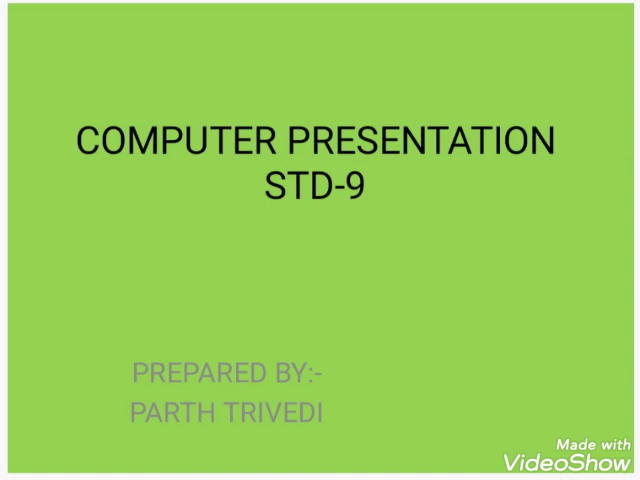 COMPUTER PRESENTATION
STD-9
PREPARED BY:-
PARTH TRIVEDI
Made with
VideoShow